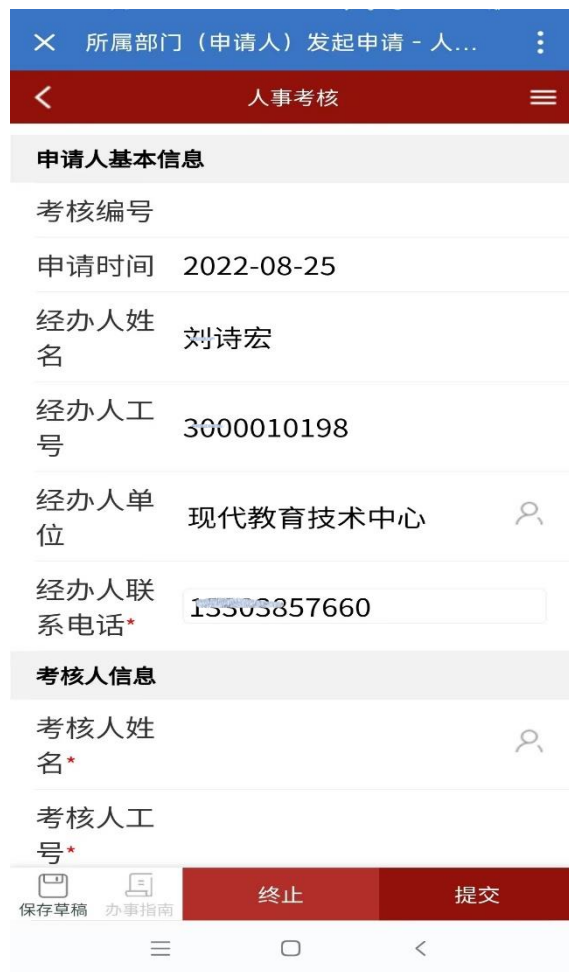 所属部门（申请人）发起申请 - 人...
人事考核
申请人基本信息
考核编号
申请时间 2022-08-25
经办人姓
名
刘诗宏
经办人工
号
3000010198
经办人单
位
现代教育技术中心
经办人联
系电话*
13303857660
考核人信息
考核人姓
名*
考核人工
号*
保存草稿 办事指南 终止 提交